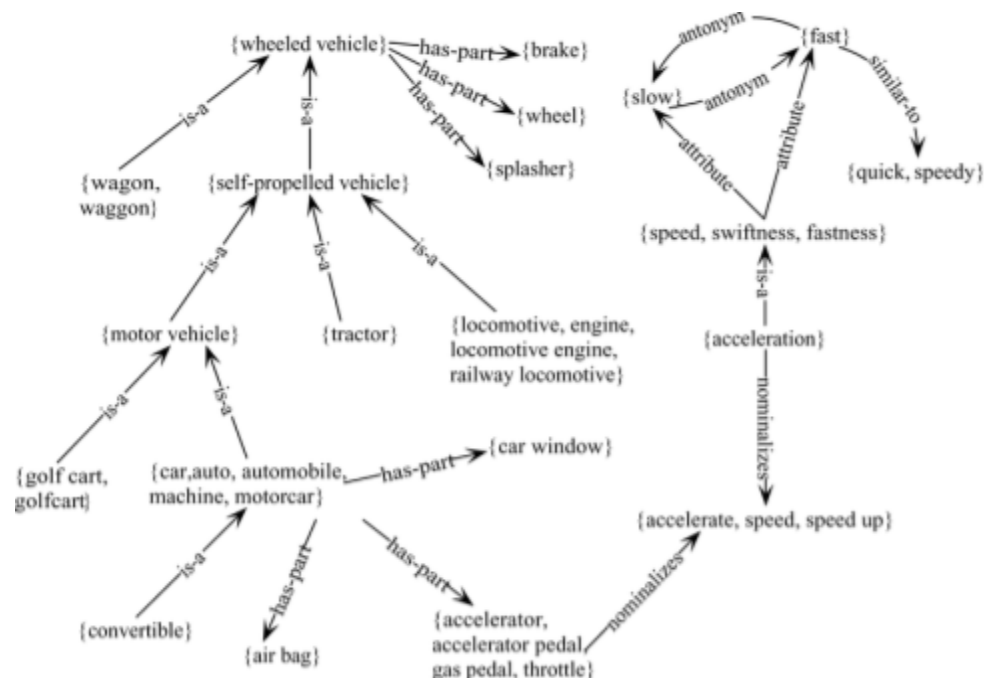 antonym
{fast}
{wheeled vehicle}
has-part
{brake}
has-part
has-part
{wheel}
{splasher}
is-a
is-a
{slow}
antonym
similar-to
attribute
attribute
{quick, speedy}
{wagon,
waggon}
{self-propelled vehicle}
{speed, swiftness, fastness}
is-a
is-a
is-a
is-a
{motor vehicle}
{tractor}
{locomotive, engine,
locomotive engine,
railway locomotive}
{acceleration}
is-a
is-a
nominalizes
{golf cart,
golfcart}
{car,auto, automobile,
machine, motorcar}
has-part
{car window}
{accelerate, speed, speed up}
is-a
has-part
has-part
nominalizes
{convertible}
{air bag}
{accelerator,
accelerator pedal,
gas pedal, throttle}